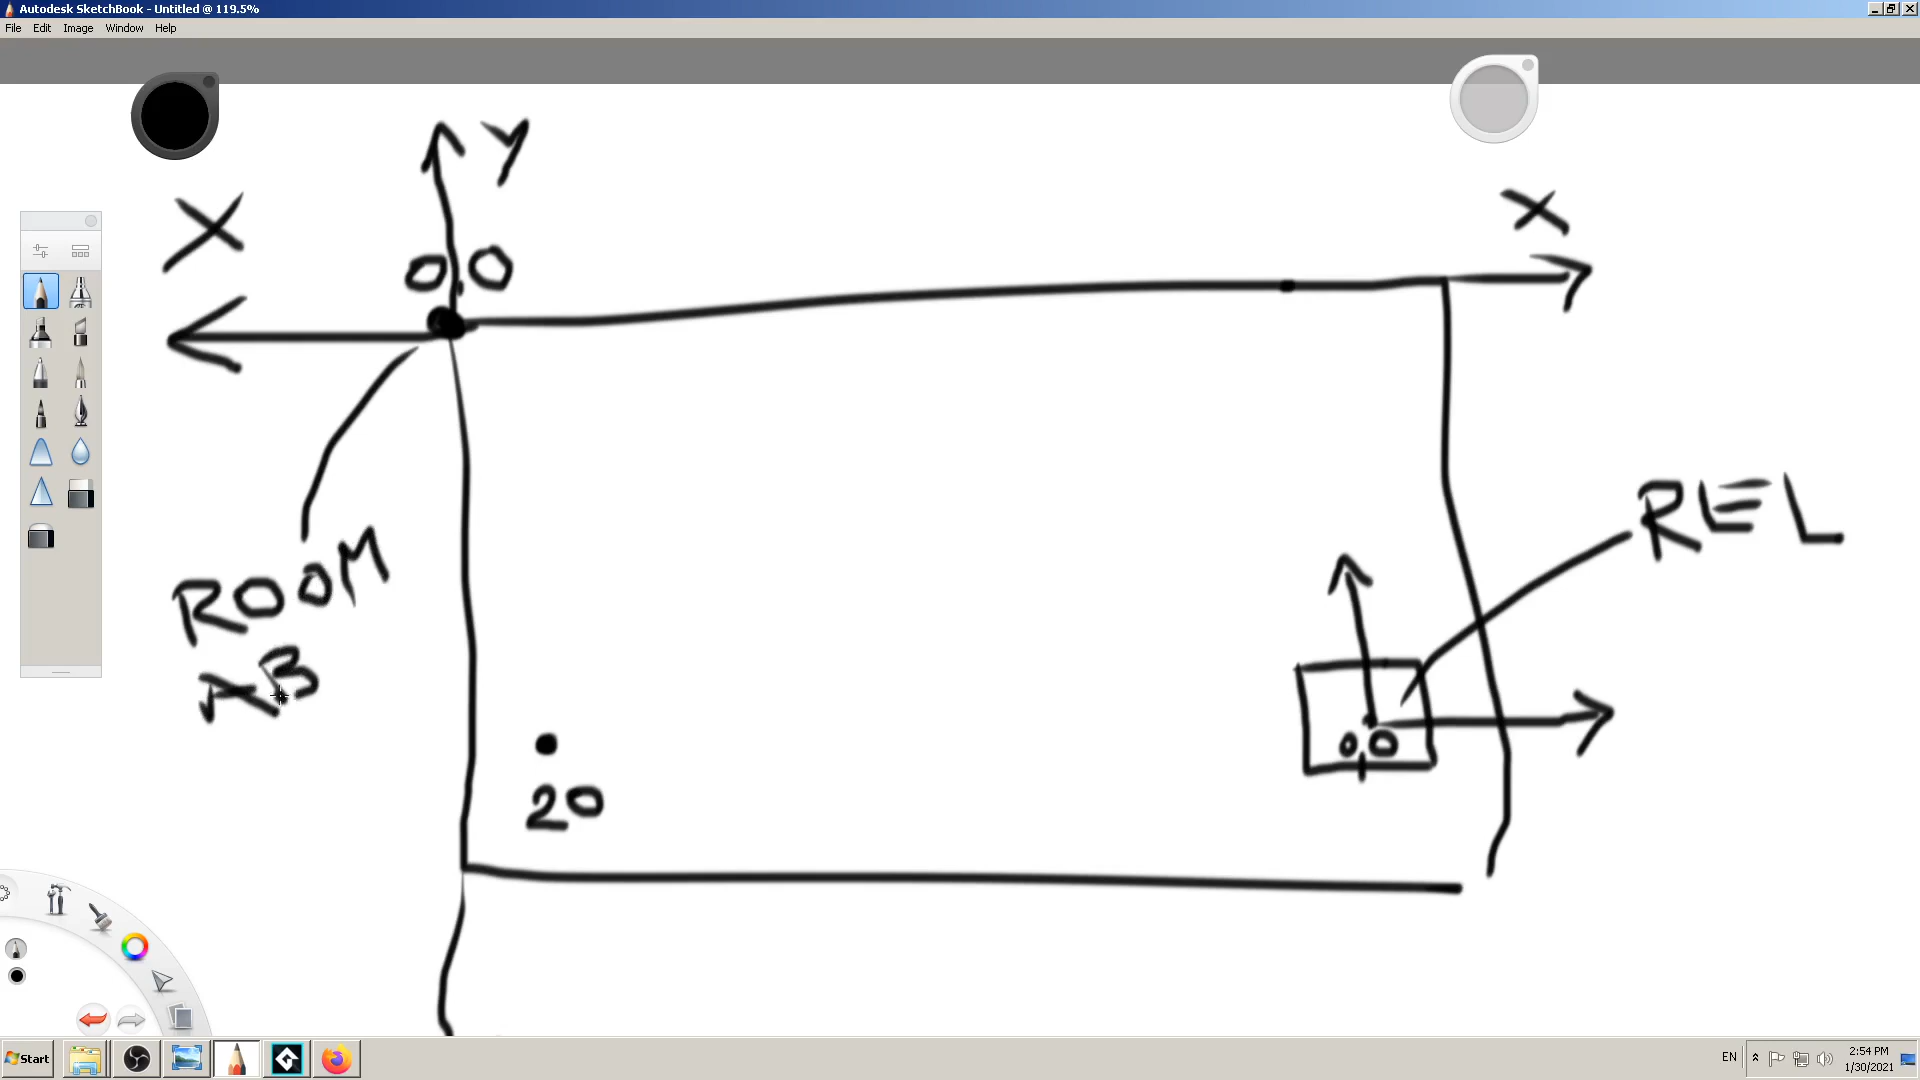 Autodesk SketchBook - Untitled @ 119.5%
File Edit Image Window Help
Y
X
X
0,0
REL
ROOM
AB
0,0
20
Start
EN
2:54 PM
1/30/2021